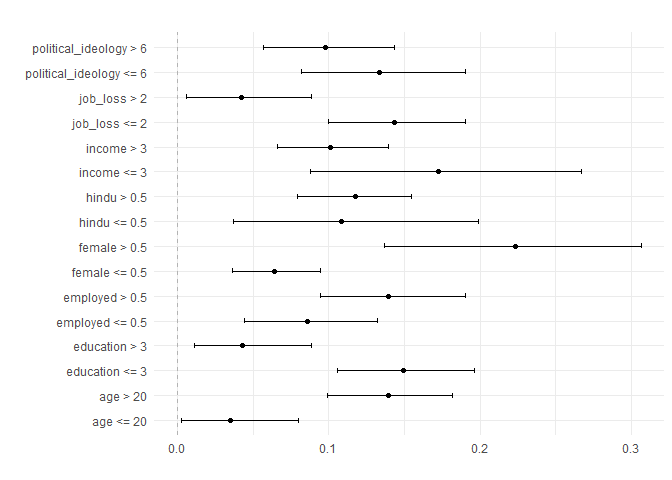 political_ideology > 6
political_ideology <= 6
job_loss > 2
job_loss <= 2
income > 3
income <= 3
hindu > 0.5
hindu <= 0.5
female > 0.5
female <= 0.5
employed > 0.5
employed <= 0.5
education > 3
education <= 3
age > 20
age <= 20
0.0 0.1 0.2 0.3